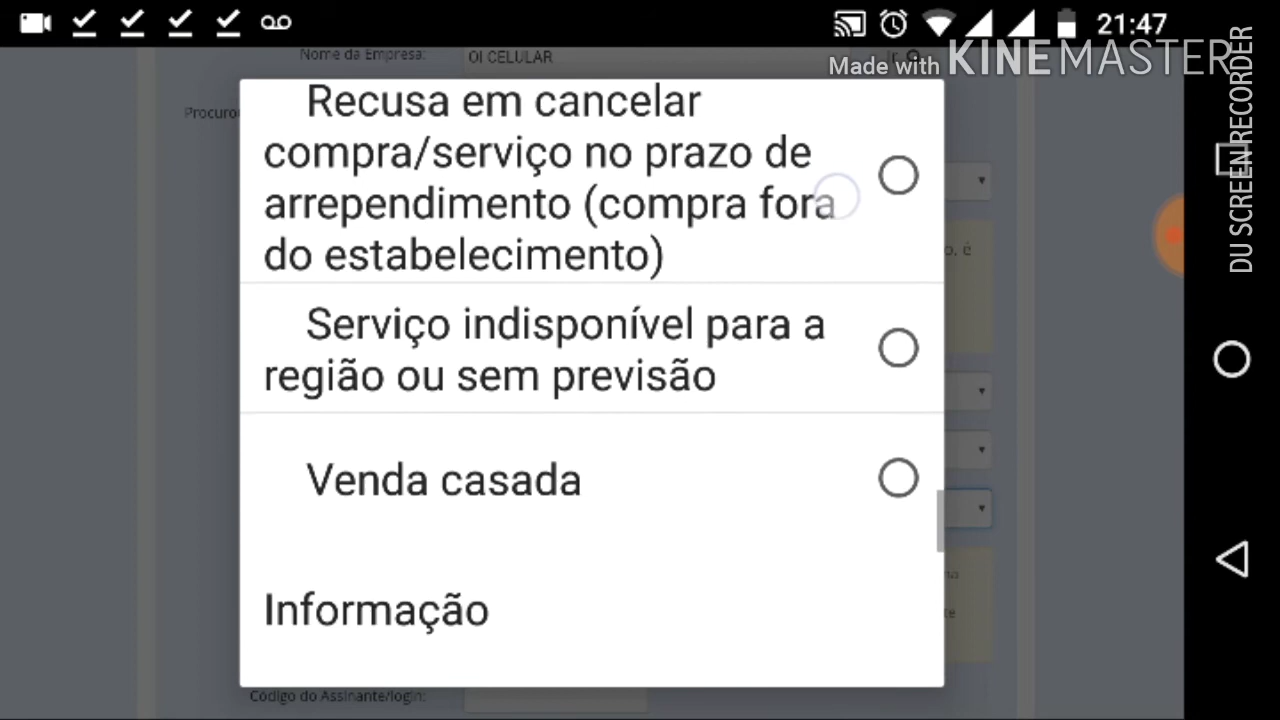 21:47
Nome da Empresa:
OI CELULAR
Made with KINEMASTER
DU SCREEN RECORDER
Recusa em cancelar
compra/serviço no prazo de
arrependimento (compra fora
do estabelecimento)
Serviço indisponível para a
região ou sem previsão
Venda casada
Informação
Código do Assinante/login: